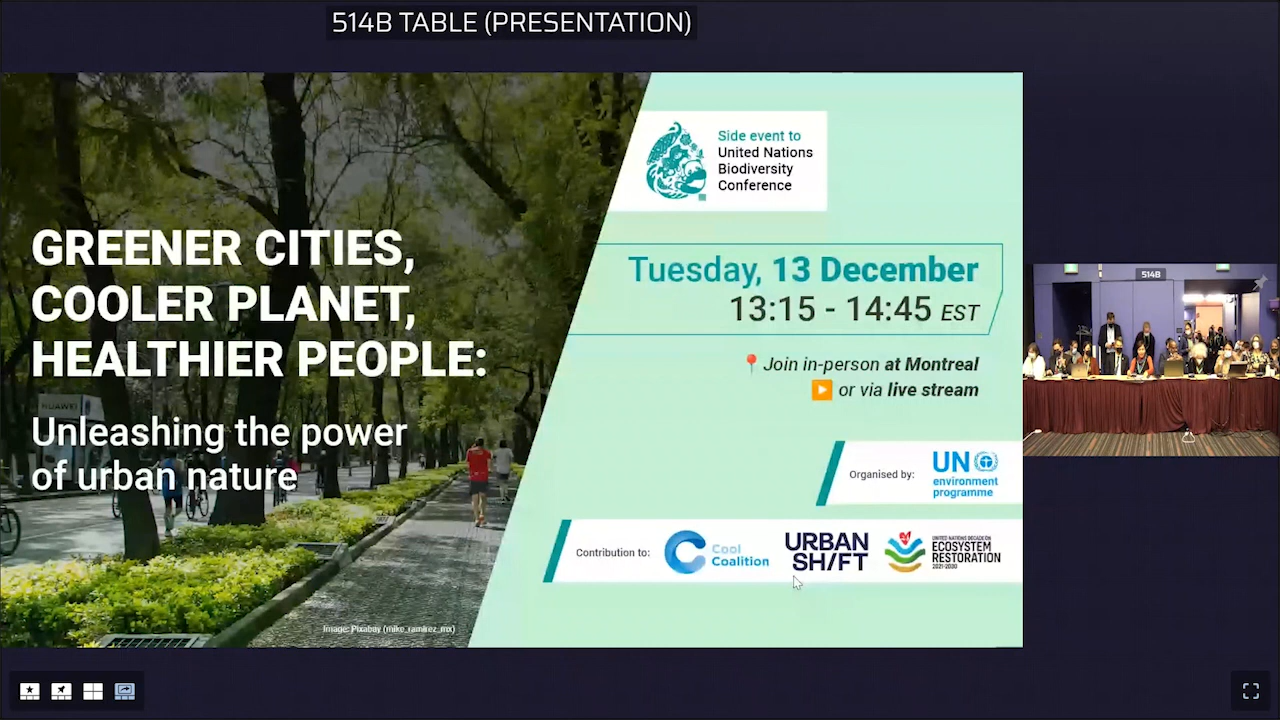 514B TABLE (PRESENTATION)
Side event to
United Nations
Biodiversity
Conference
GREENER CITIES,
COOLER PLANET,
HEALTHIER PEOPLE:
Unleashing the power
of urban nature
Tuesday, 13 December
13:15 - 14:45 EST
Join in-person at Montreal
or via live stream
Organised by:
UN
environment
programme
Contribution to:
Cool
Coalition
URBAN
SH/FT
UNITED NATIONS DECADE ON
ECOSYSTEM
RESTORATION
2021-2030
HUAWEI
Image: Pixabay (mike_ramirez_mx)
514B